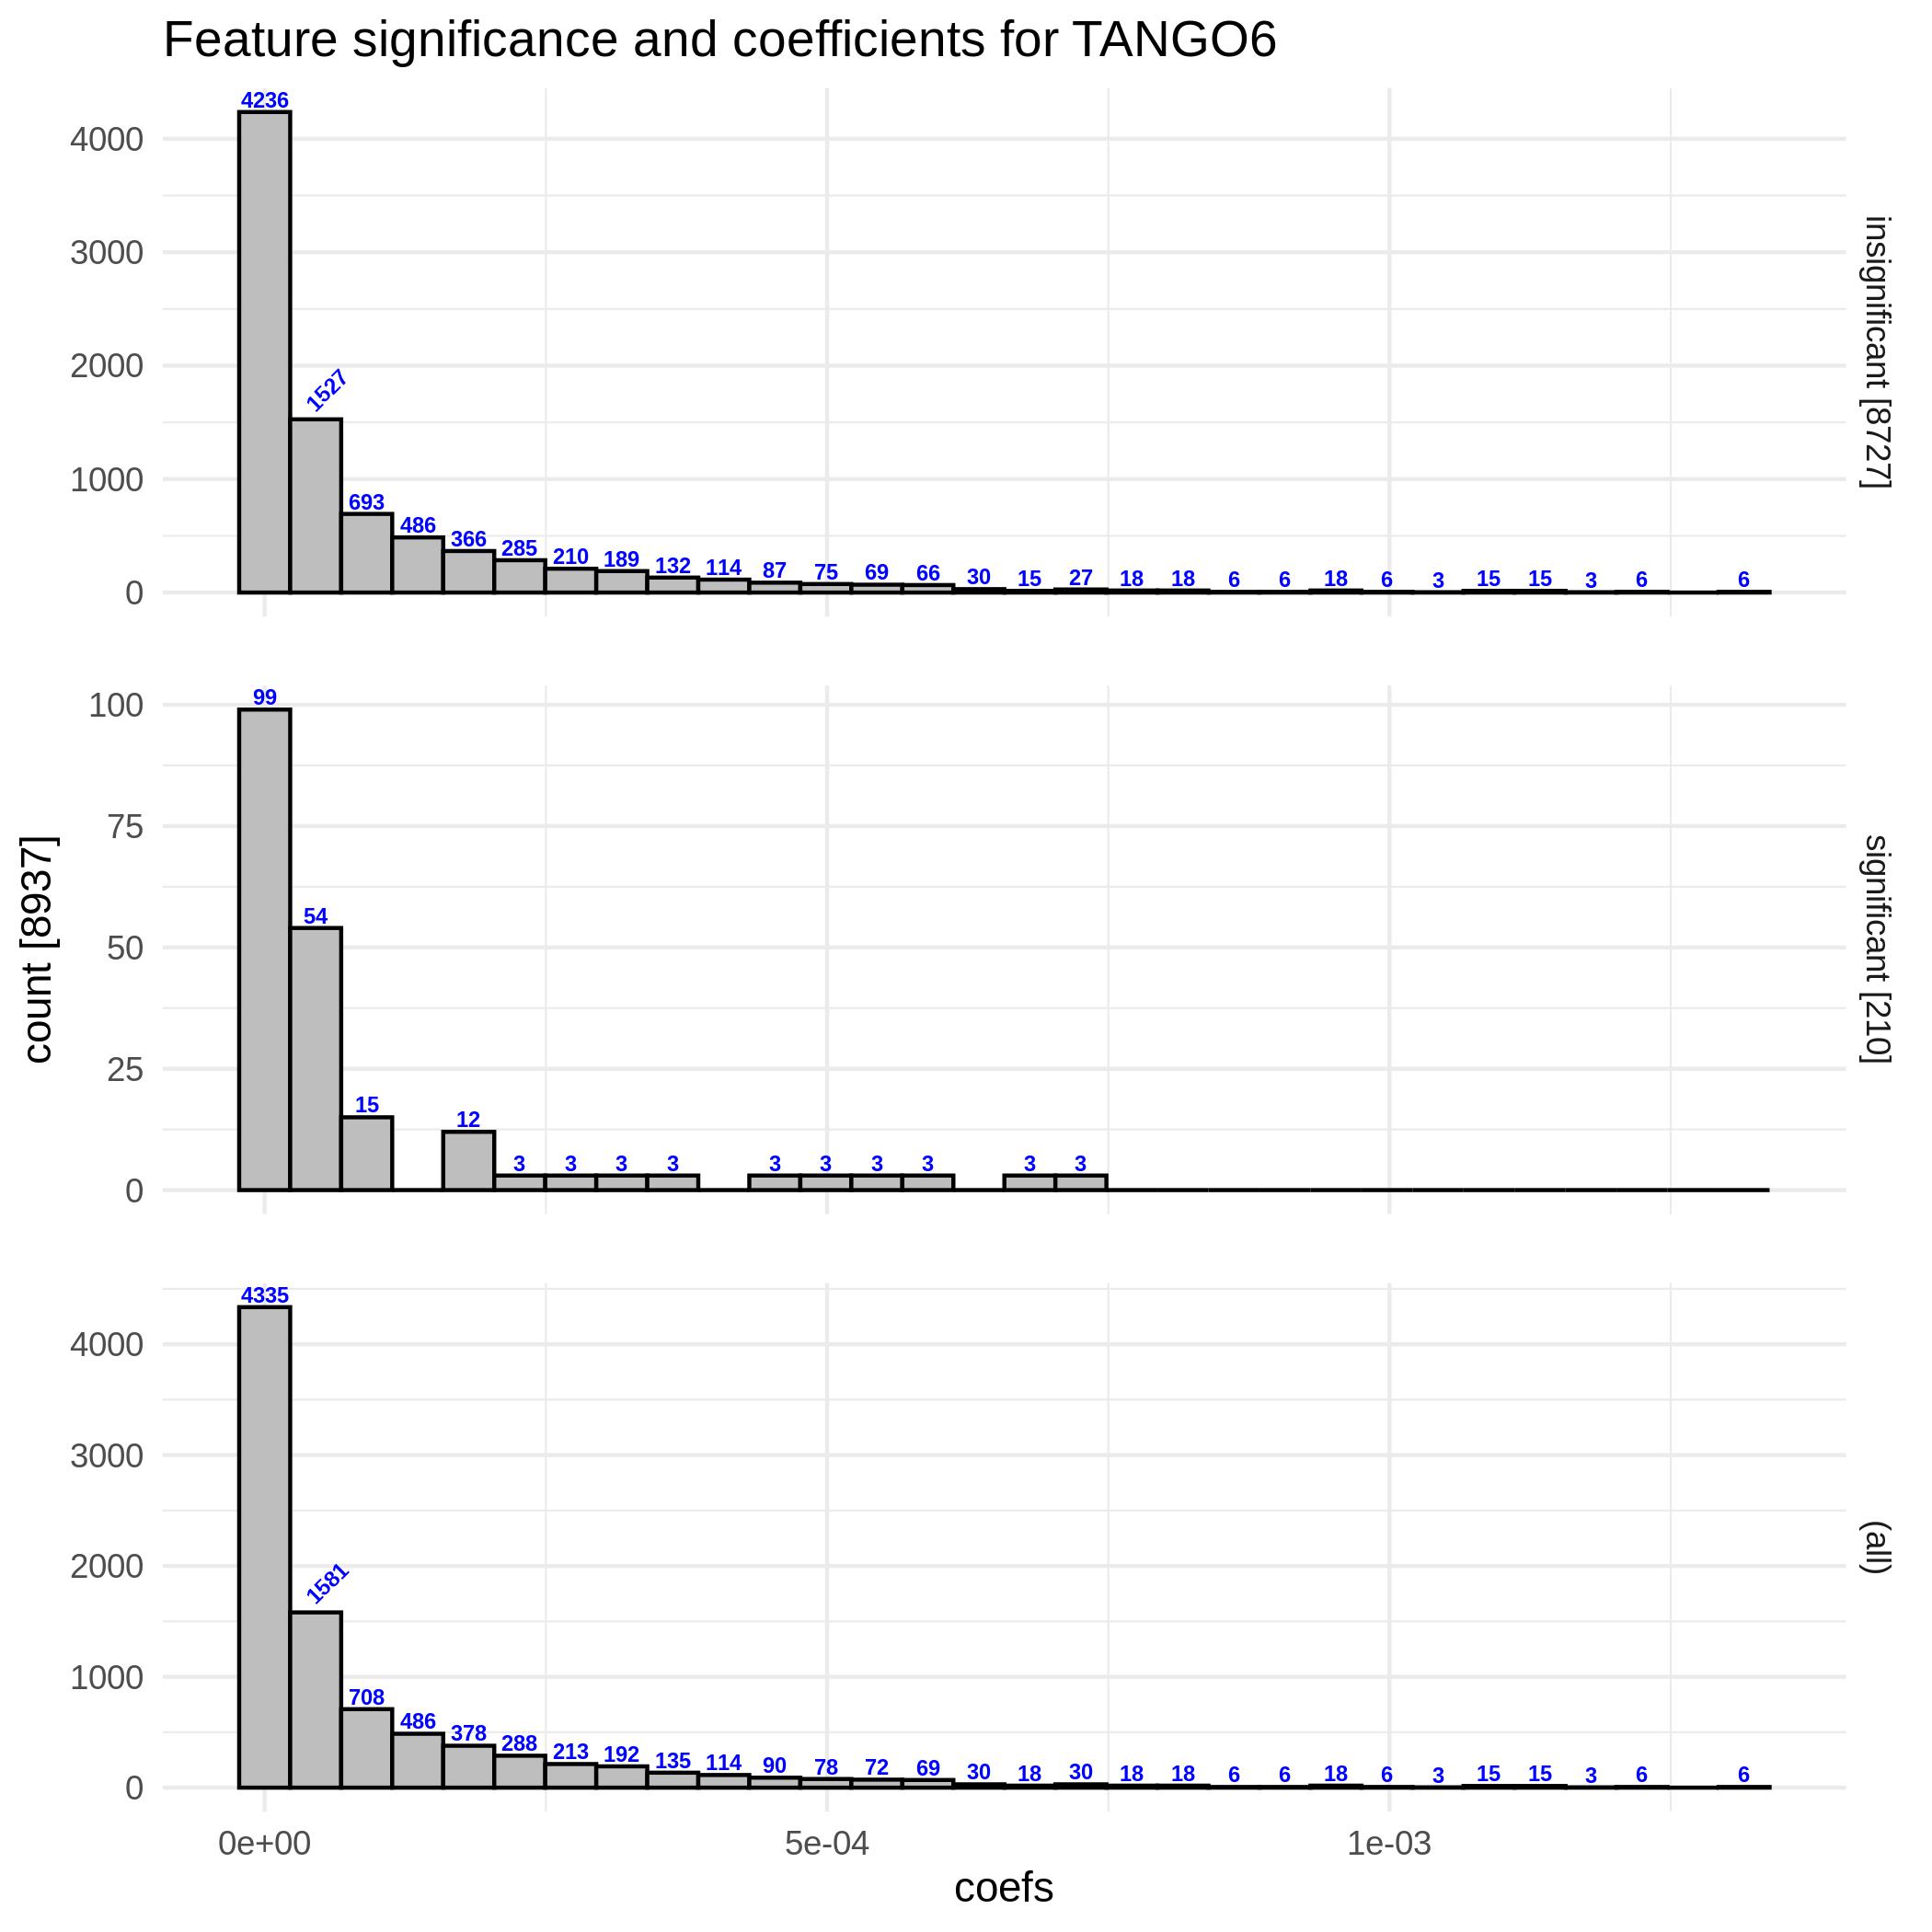 Feature significance and coefficients for TANGO6
4236
1527
693 486 366 285 210 189 132 114 87 75 69 66 30 15 27 18 18 6 6 18 6 3 15 15 3 6 6
4000
3000
2000
1000
0
insignificant [8727]
99
54
15 12 3 3 3 3 3 3 3 3 3 3
100
75
50
25
0
significant [210]
count [8937]
4335
1581
708 486 378 288 213 192 135 114 90 78 72 69 30 18 30 18 18 6 6 18 6 3 15 15 3 6 6
4000
3000
2000
1000
0
(all)
0e+00 5e-04 1e-03
coefs